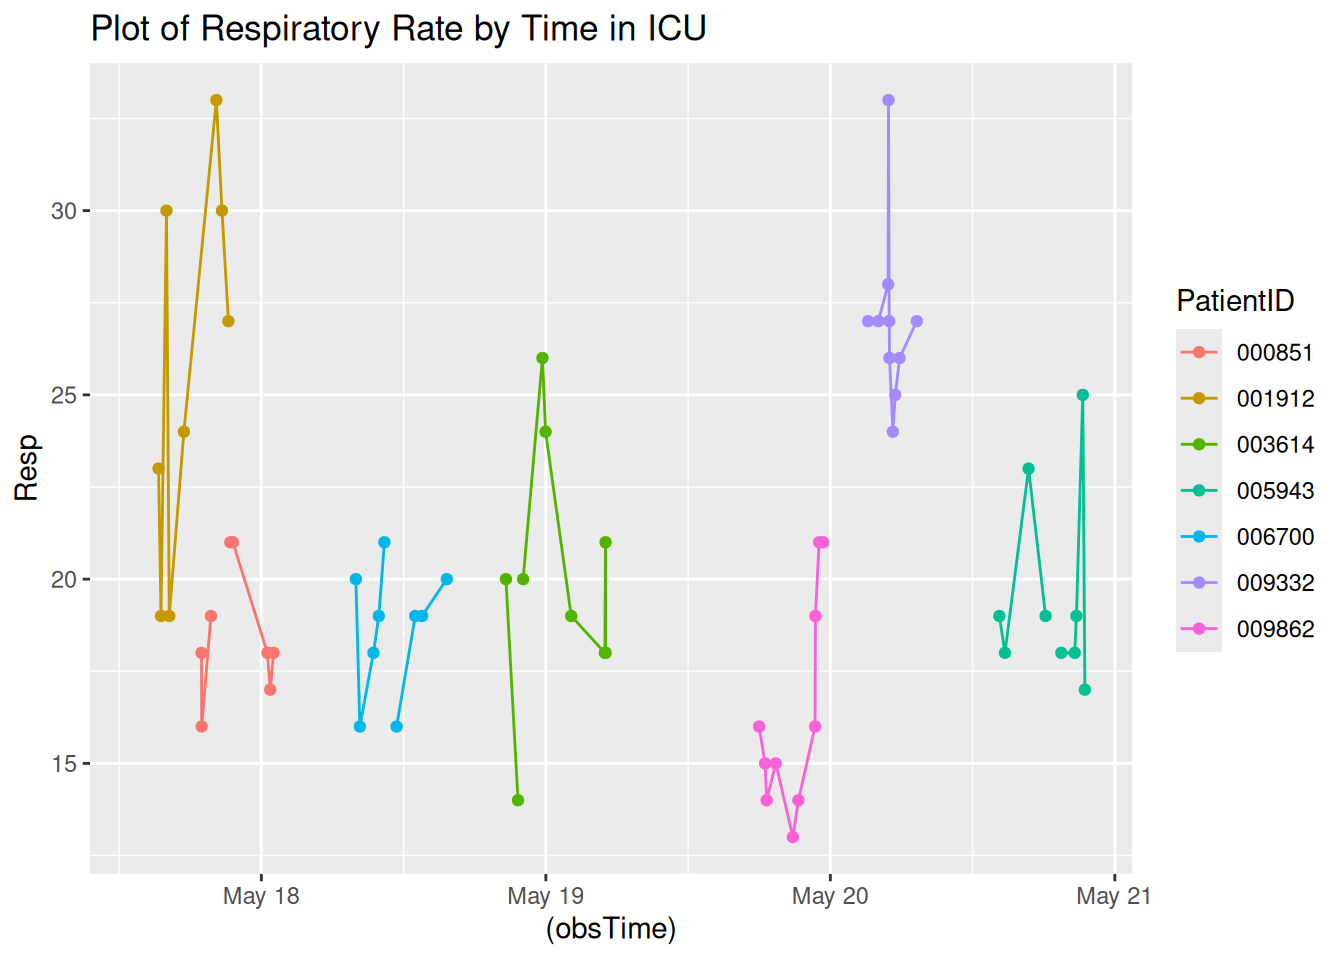 Plot of Respiratory Rate by Time in ICU
Resp
30
25
20
15
May 18
May 19
May 20
May 21
(obsTime)
PatientID
000851
001912
003614
005943
006700
009332
009862